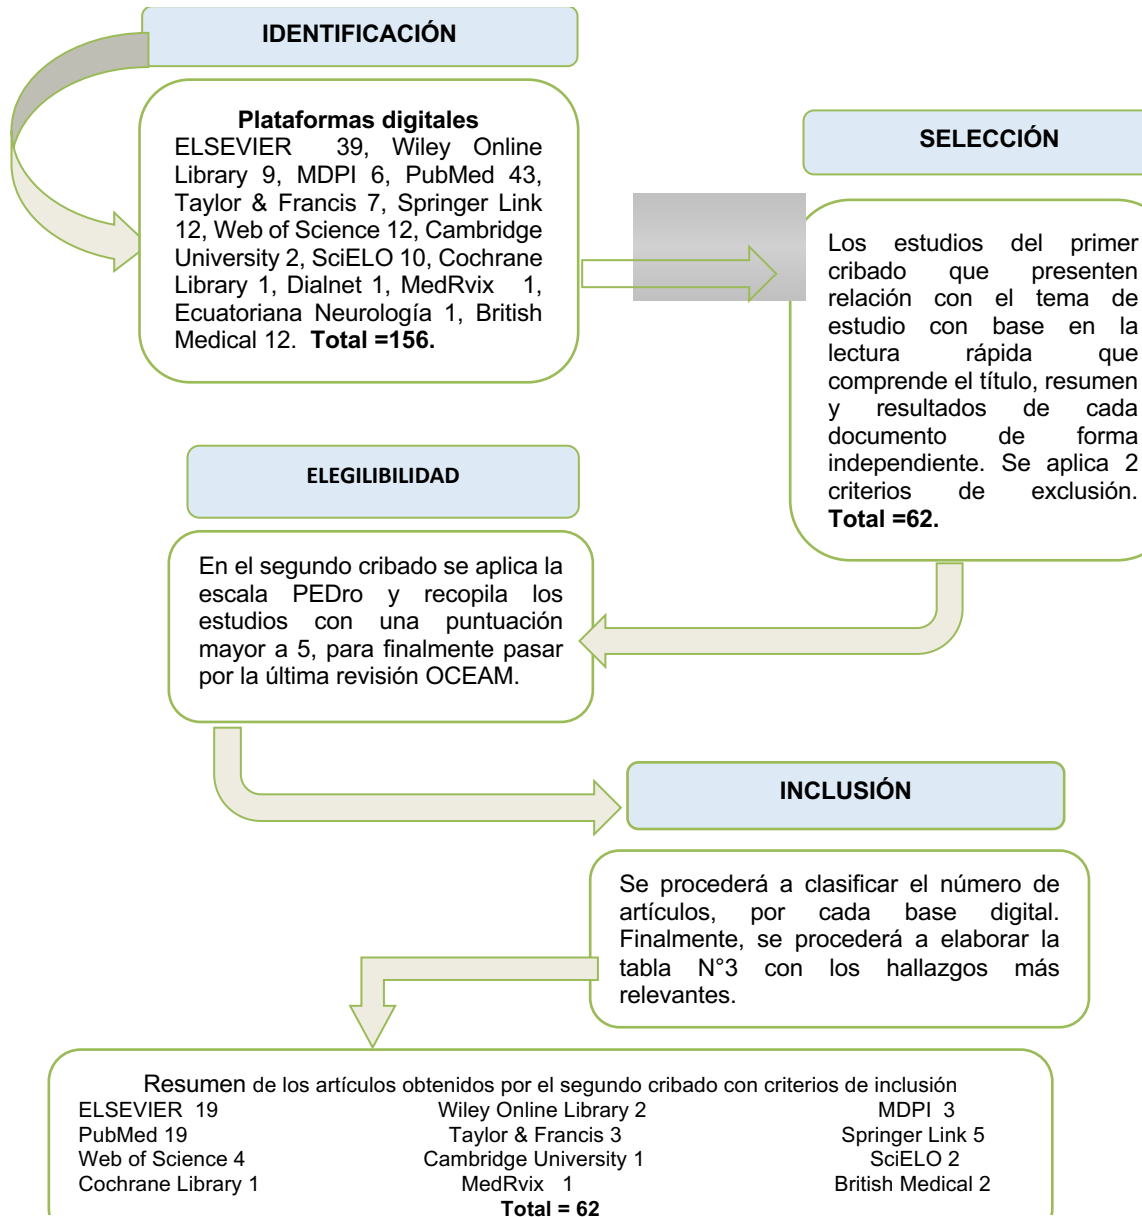 IDENTIFICACIÓN
Plataformas digitales
ELSEVIER 39, Wiley Online
Library 9, MDPI 6, PubMed 43,
Taylor & Francis 7, Springer Link
12, Web of Science 12, Cambridge
University 2, SciELO 10, Cochrane
Library 1, Dialnet 1, MedRvix 1,
Ecuatoriana Neurología 1, British
Medical 12. Total =156.
SELECCIÓN
Los estudios del primer
cribado que presenten
relación con el tema de
estudio con base en la
lectura rápida que
comprende el título, resumen
y resultados de cada
documento de forma
independiente. Se aplica 2
criterios de exclusión.
Total =62.
ELEGILIBILIDAD
En el segundo cribado se aplica la
escala PEDro y recopila los
estudios con una puntuación
mayor a 5, para finalmente pasar
por la última revisión OCEAM.
INCLUSIÓN
Se procederá a clasificar el número de
artículos, por cada base digital.
Finalmente, se procederá a elaborar la
tabla N°3 con los hallazgos más
relevantes.
Resumen de los artículos obtenidos por el segundo cribado con criterios de inclusión
ELSEVIER 19 Wiley Online Library 2 MDPI 3
PubMed 19 Taylor & Francis 3 Springer Link 5
Web of Science 4 Cambridge University 1 SciELO 2
Cochrane Library 1 MedRvix 1 British Medical 2
Total = 62